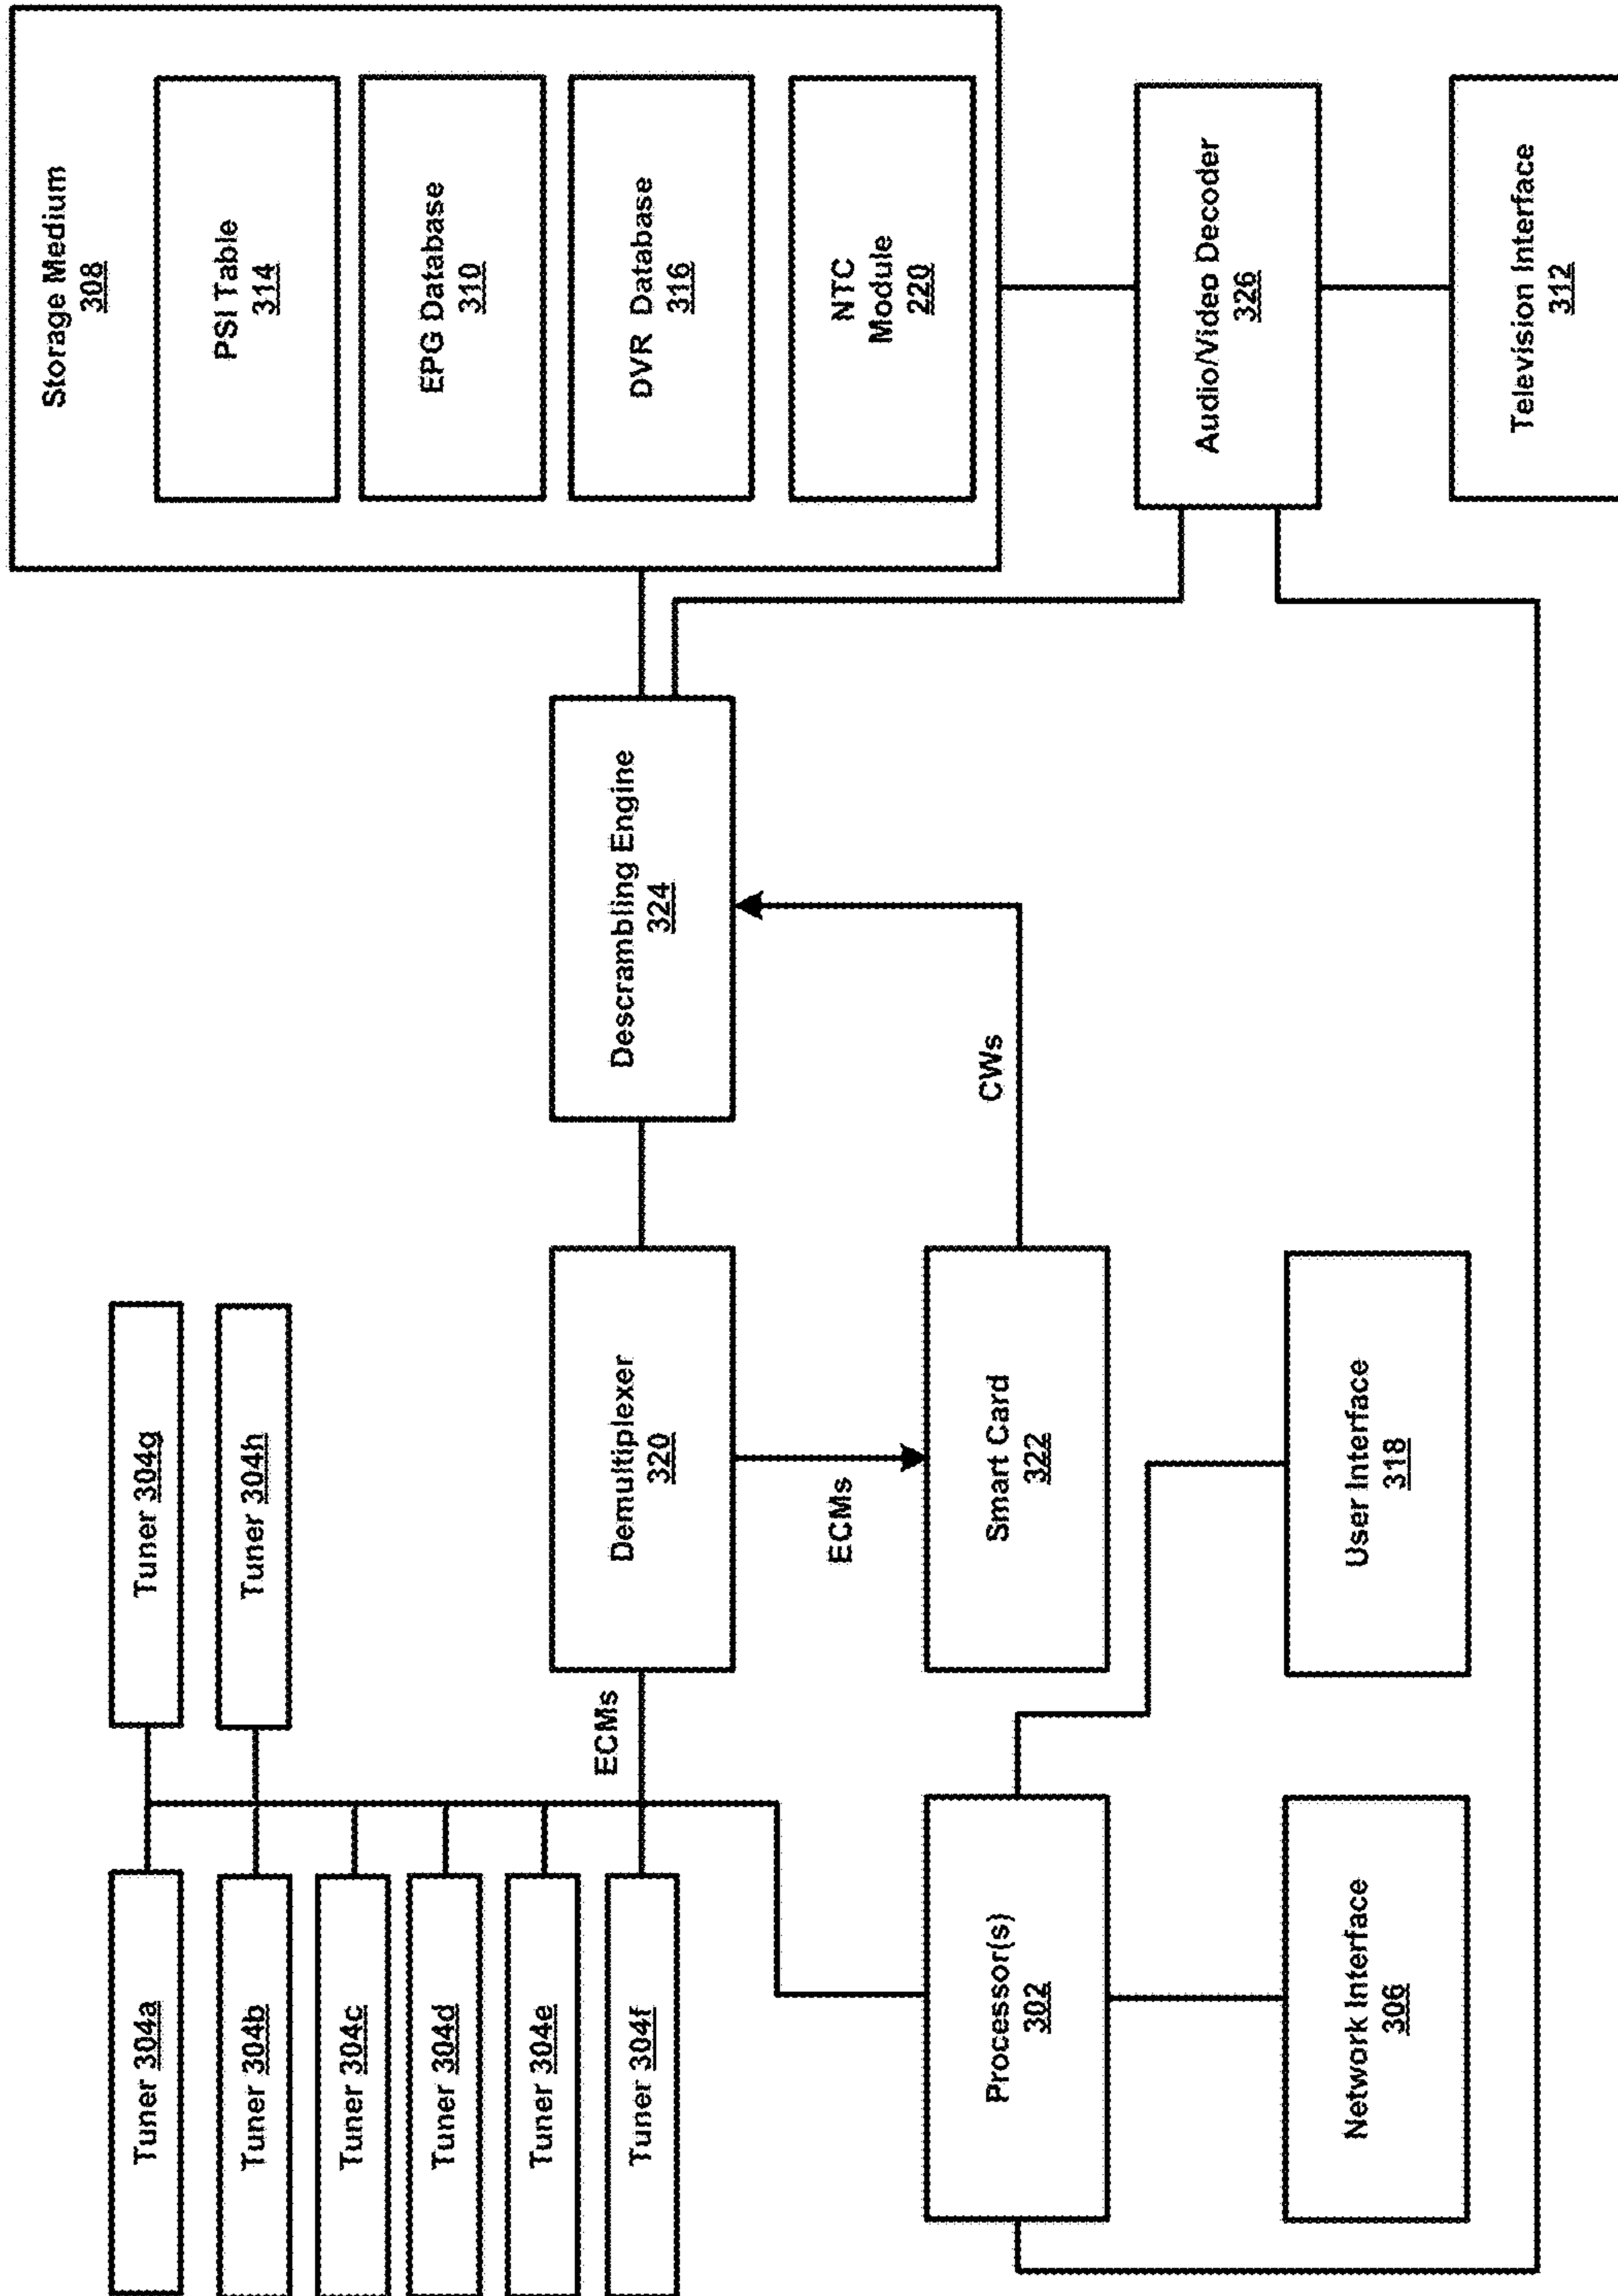 Tuner 304a
Tuner 304b
Tuner 304c
Tuner 304d
Tuner 304e
Tuner 304f
Tuner 304g
Tuner 304h
ECMs
Demultiplexer
320
ECMs
Smart Card
322
CWs
Descrambling Engine
324
Processor(s)
302
Network Interface
306
User Interface
318
Storage Medium
308
PSI Table
314
EPG Database
310
DVR Database
316
NTC
Module
220
Audio/Video Decoder
326
Television Interface
312